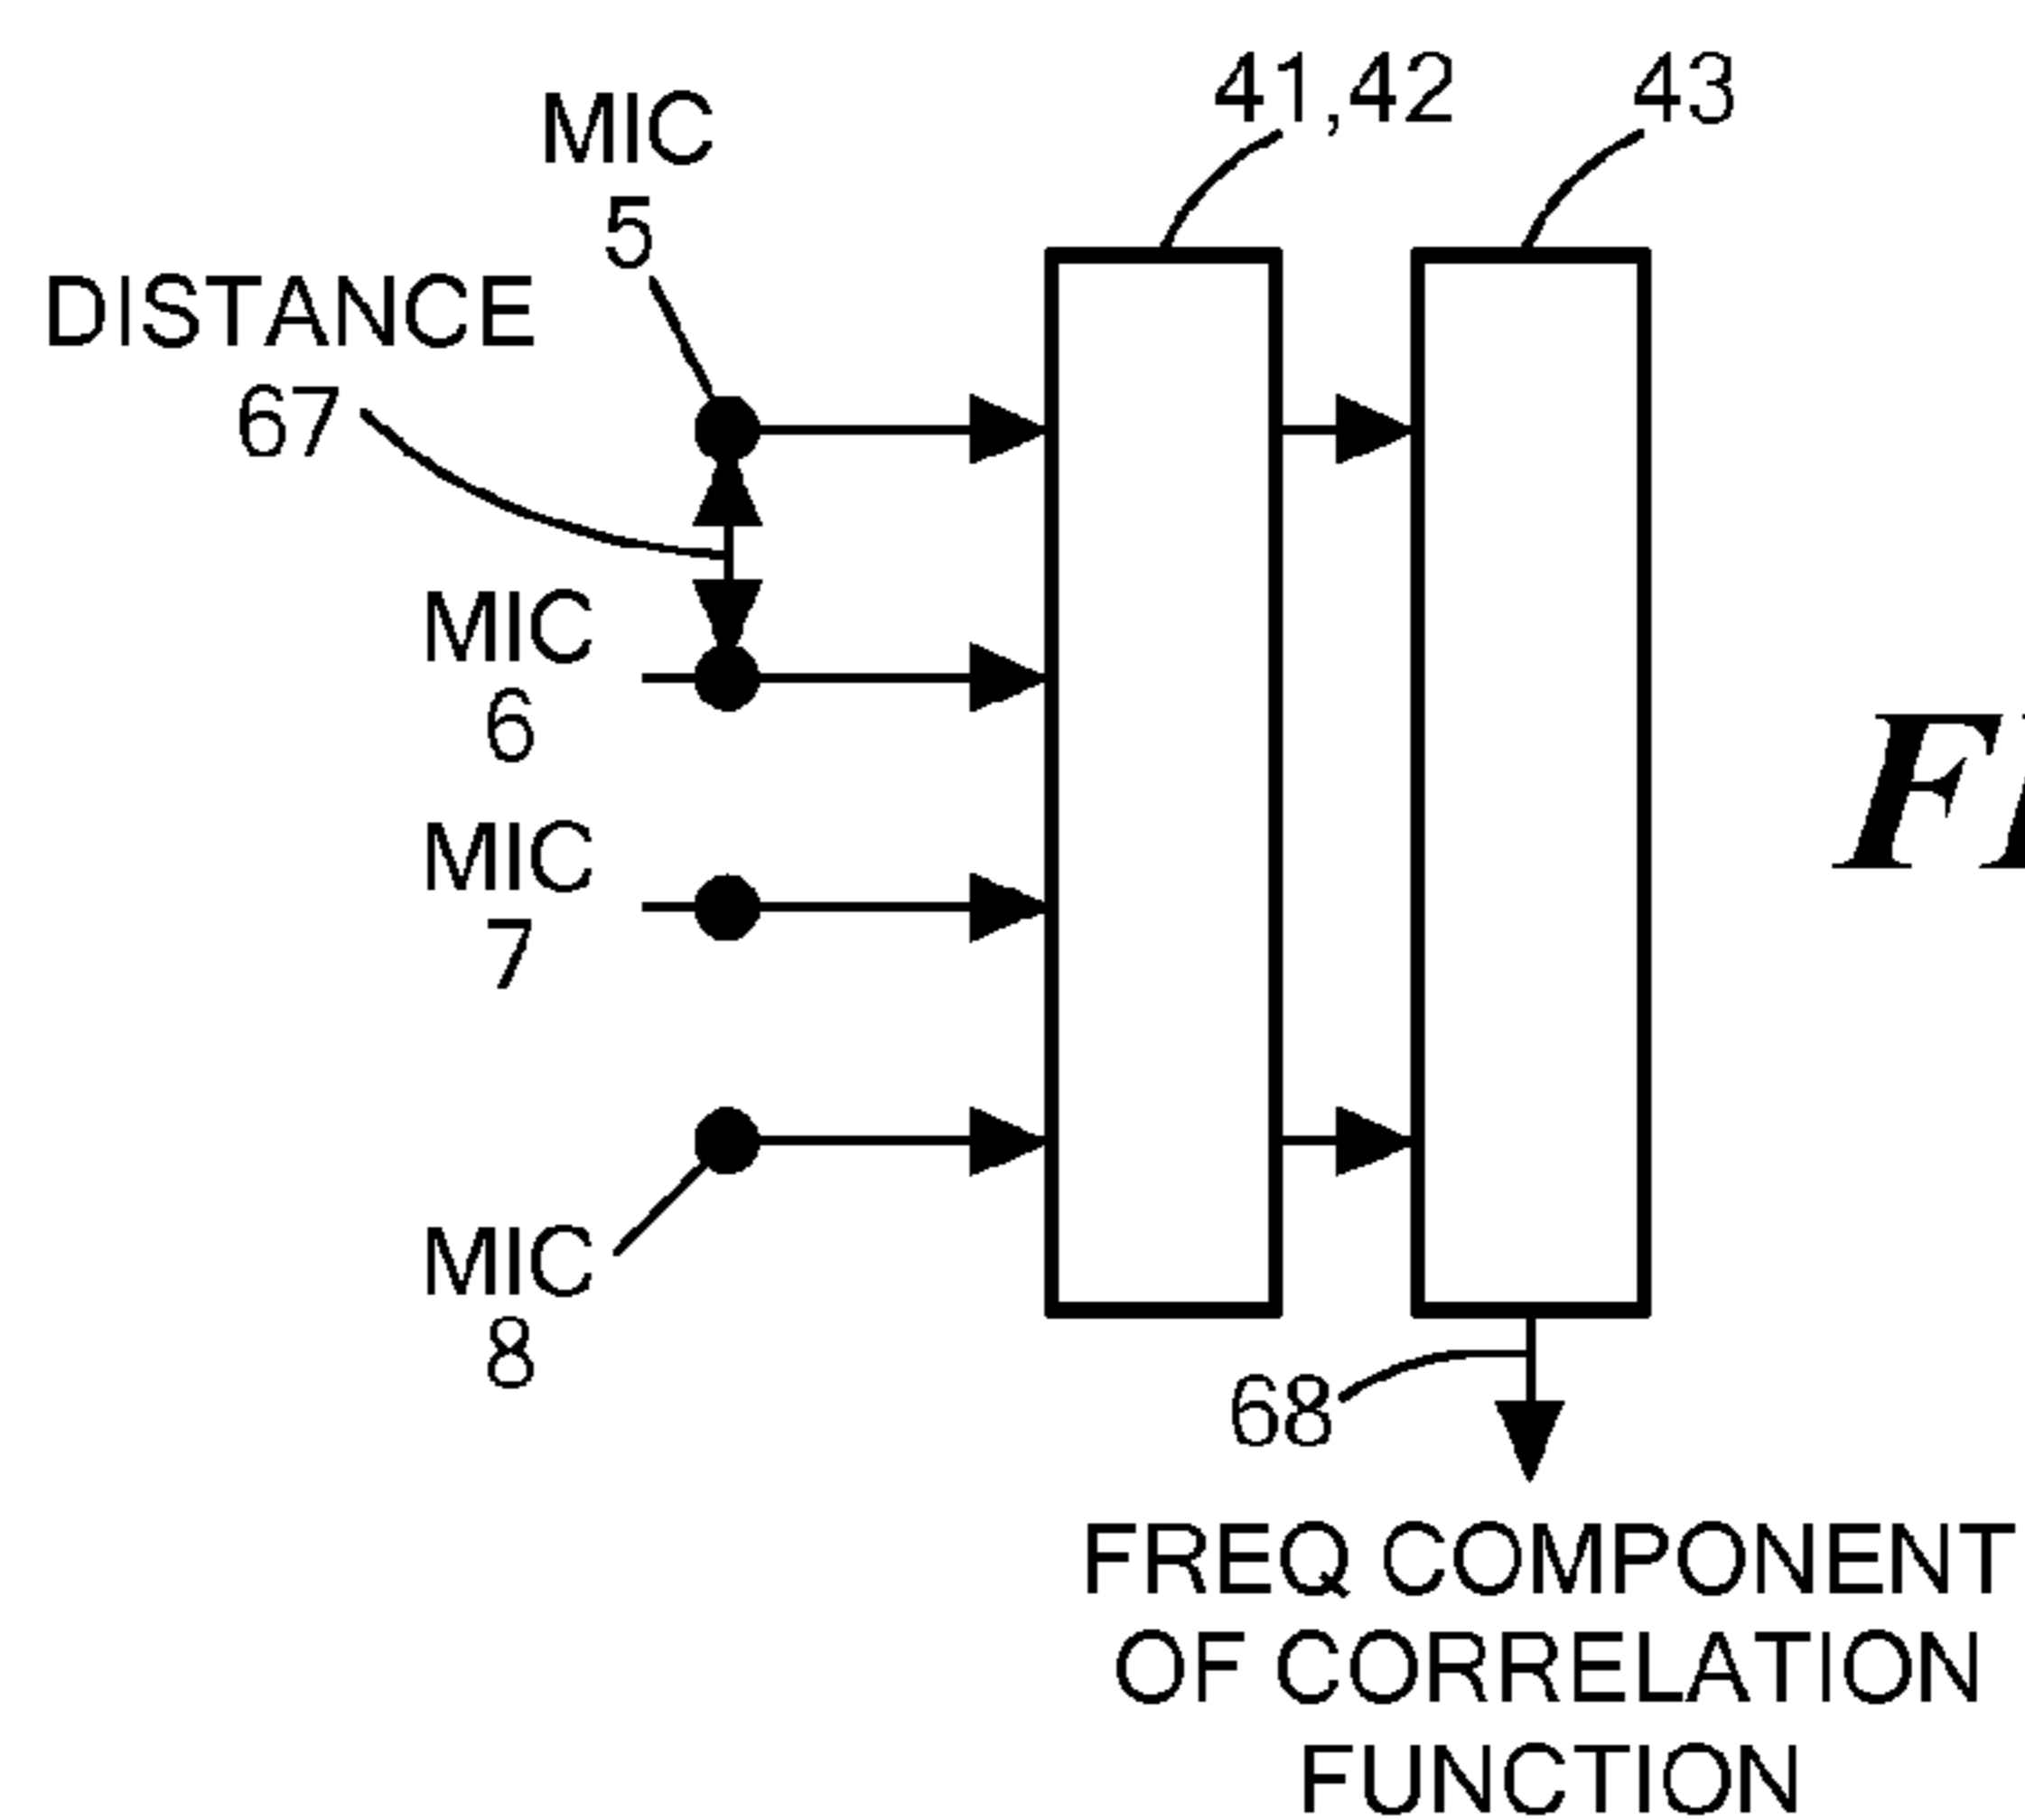 MIC
5
41,42
43
DISTANCE
67
MIC
6
MIC
7
MIC
8
68
FREQ COMPONENT
OF CORRELATION
FUNCTION